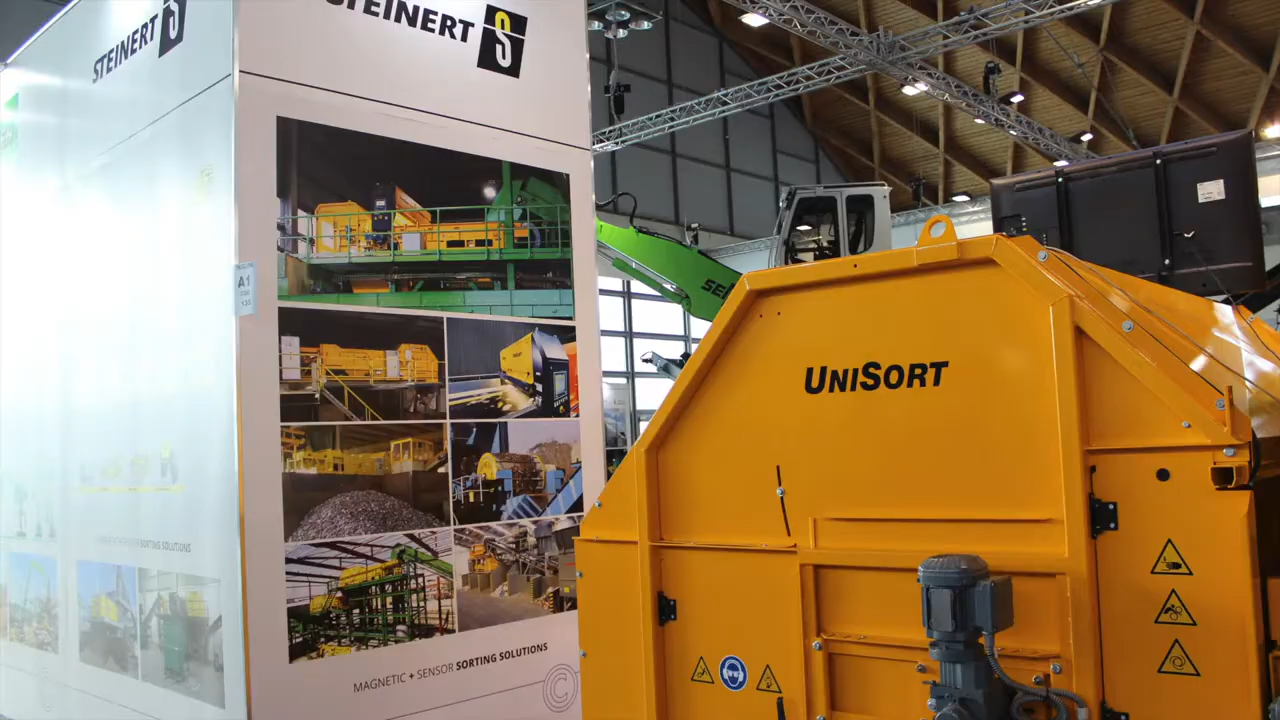 STEINERT S
STEINERT S
A1
UNISORT
MAGNETIC + SENSOR SORTING SOLUTIONS
SORTING SOLUTIONS